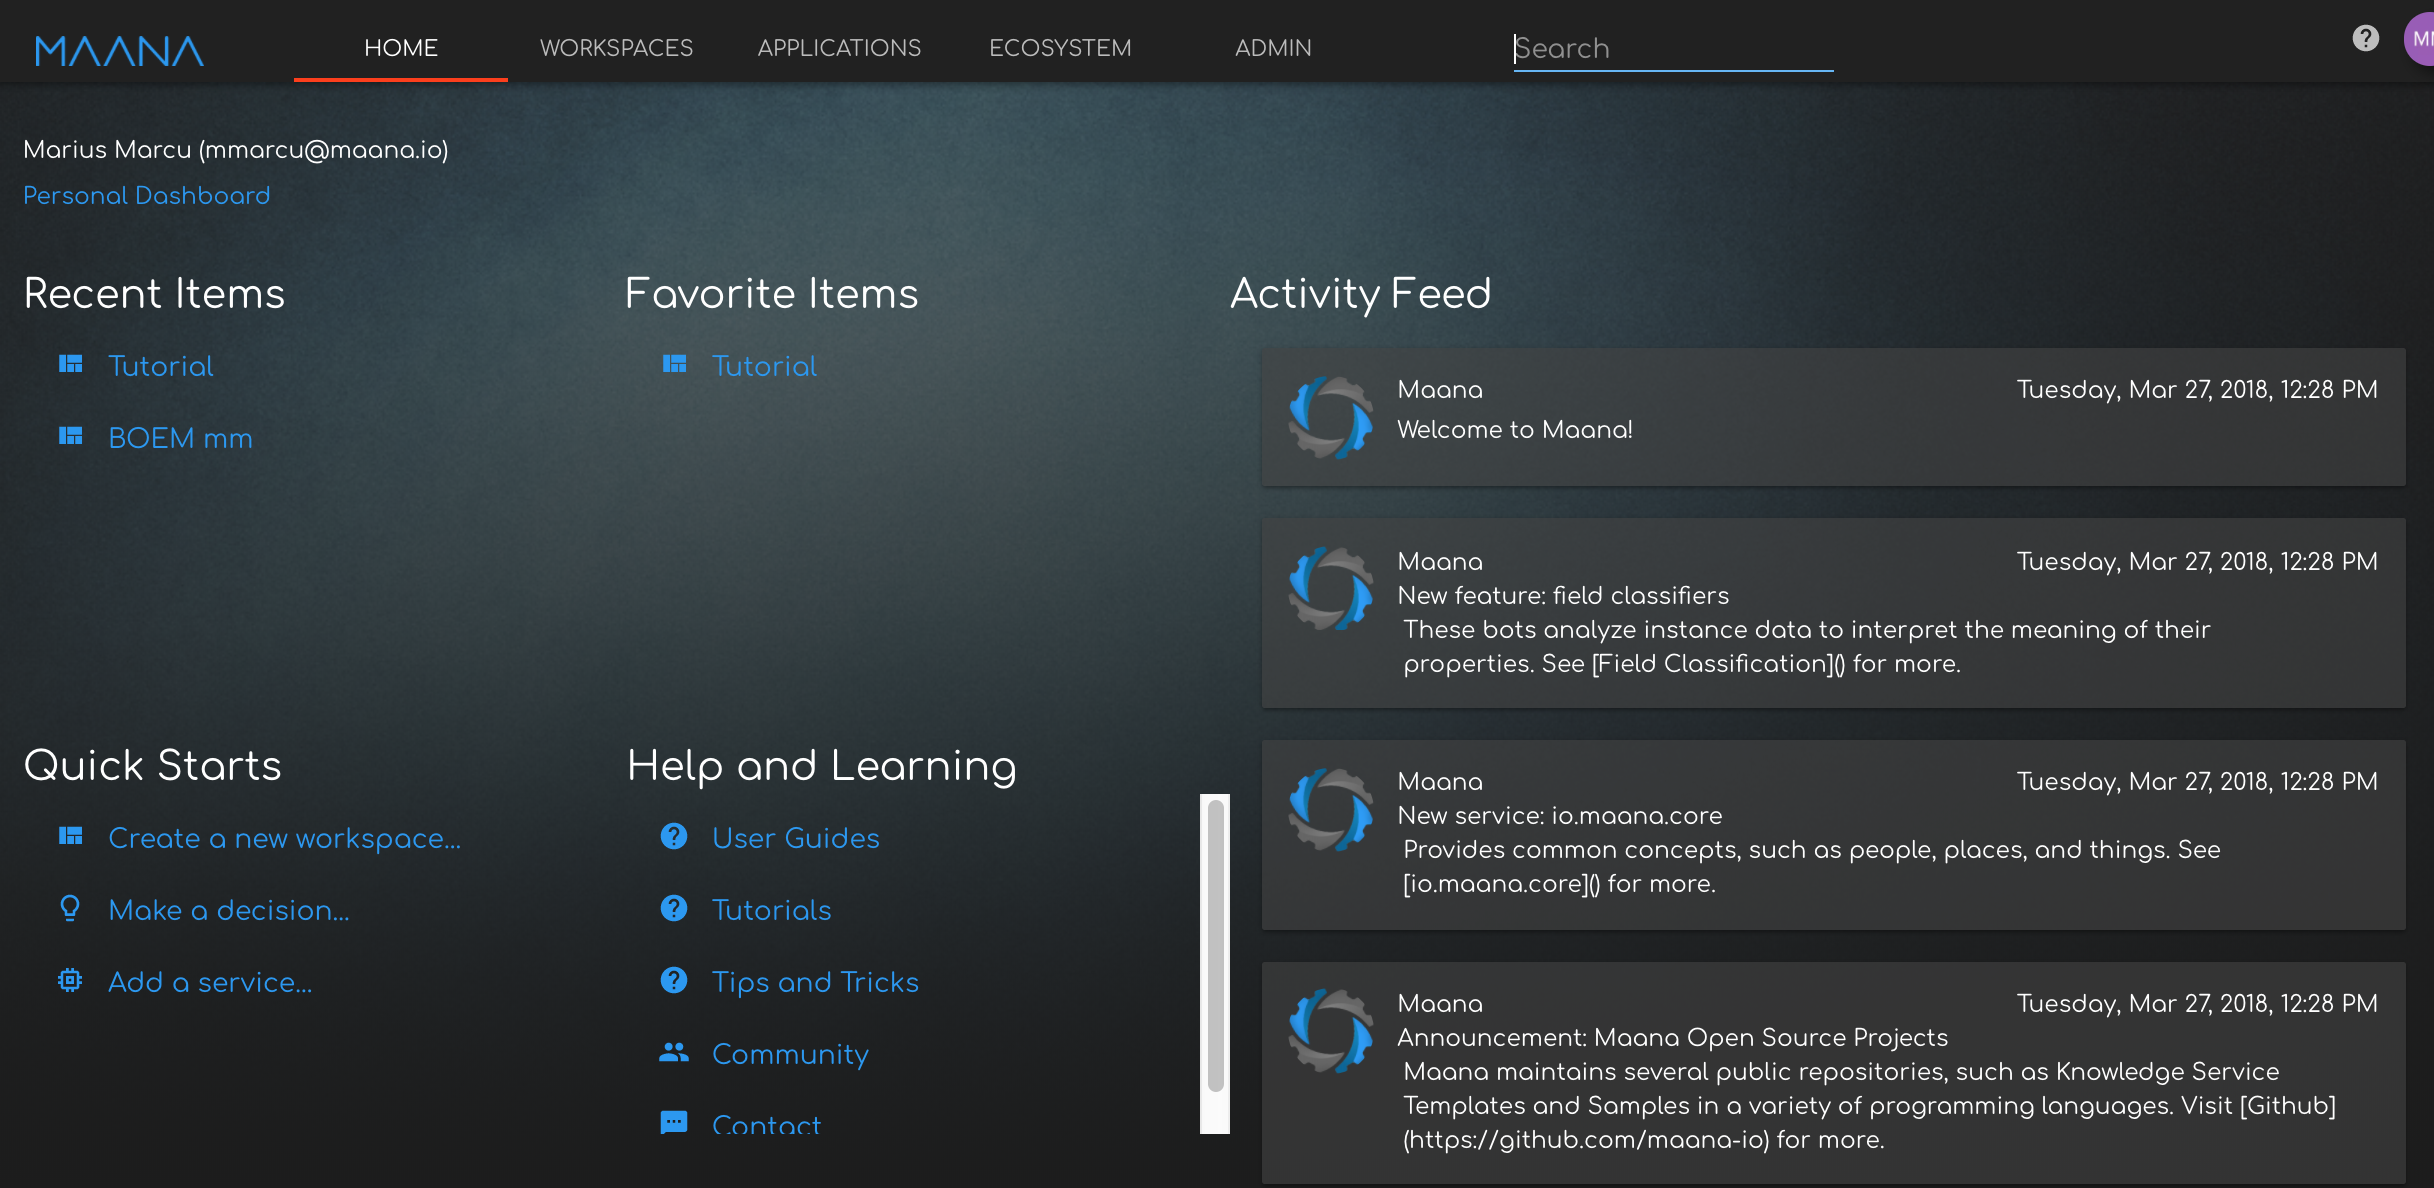 MAANA
HOME
WORKSPACES
APPLICATIONS
ECOSYSTEM
ADMIN
Search
Marius Marcu (mmarcu@maana.io)
Personal Dashboard
Recent Items
Tutorial
BOEM mm
Favorite Items
Tutorial
Quick Starts
Create a new workspace...
Make a decision...
Add a service...
Help and Learning
User Guides
Tutorials
Tips and Tricks
Community
Contact
Activity Feed
Maana
Tuesday, Mar 27, 2018, 12:28 PM
Welcome to Maana!
Maana
Tuesday, Mar 27, 2018, 12:28 PM
New feature: field classifiers
These bots analyze instance data to interpret the meaning of their
properties. See [Field Classification]() for more.
Maana
Tuesday, Mar 27, 2018, 12:28 PM
New service: io.maana.core
Provides common concepts, such as people, places, and things. See
[io.maana.core]() for more.
Maana
Tuesday, Mar 27, 2018, 12:28 PM
Announcement: Maana Open Source Projects
Maana maintains several public repositories, such as Knowledge Service
Templates and Samples in a variety of programming languages. Visit [Github]
(https://github.com/maana-io) for more.